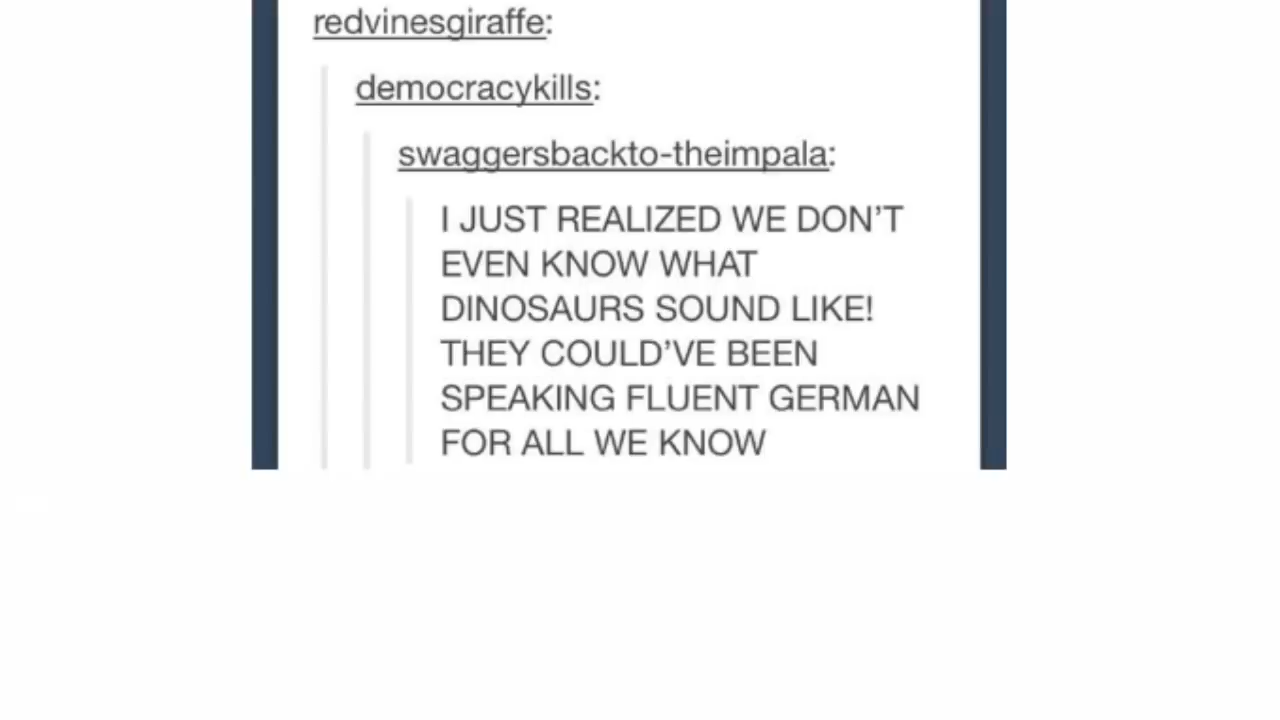 redvinesgiraffe:
democracykills:
swaggersbackto-theimpala:
I JUST REALIZED WE DON’T
EVEN KNOW WHAT
DINOSAURS SOUND LIKE!
THEY COULD’VE BEEN
SPEAKING FLUENT GERMAN
FOR ALL WE KNOW